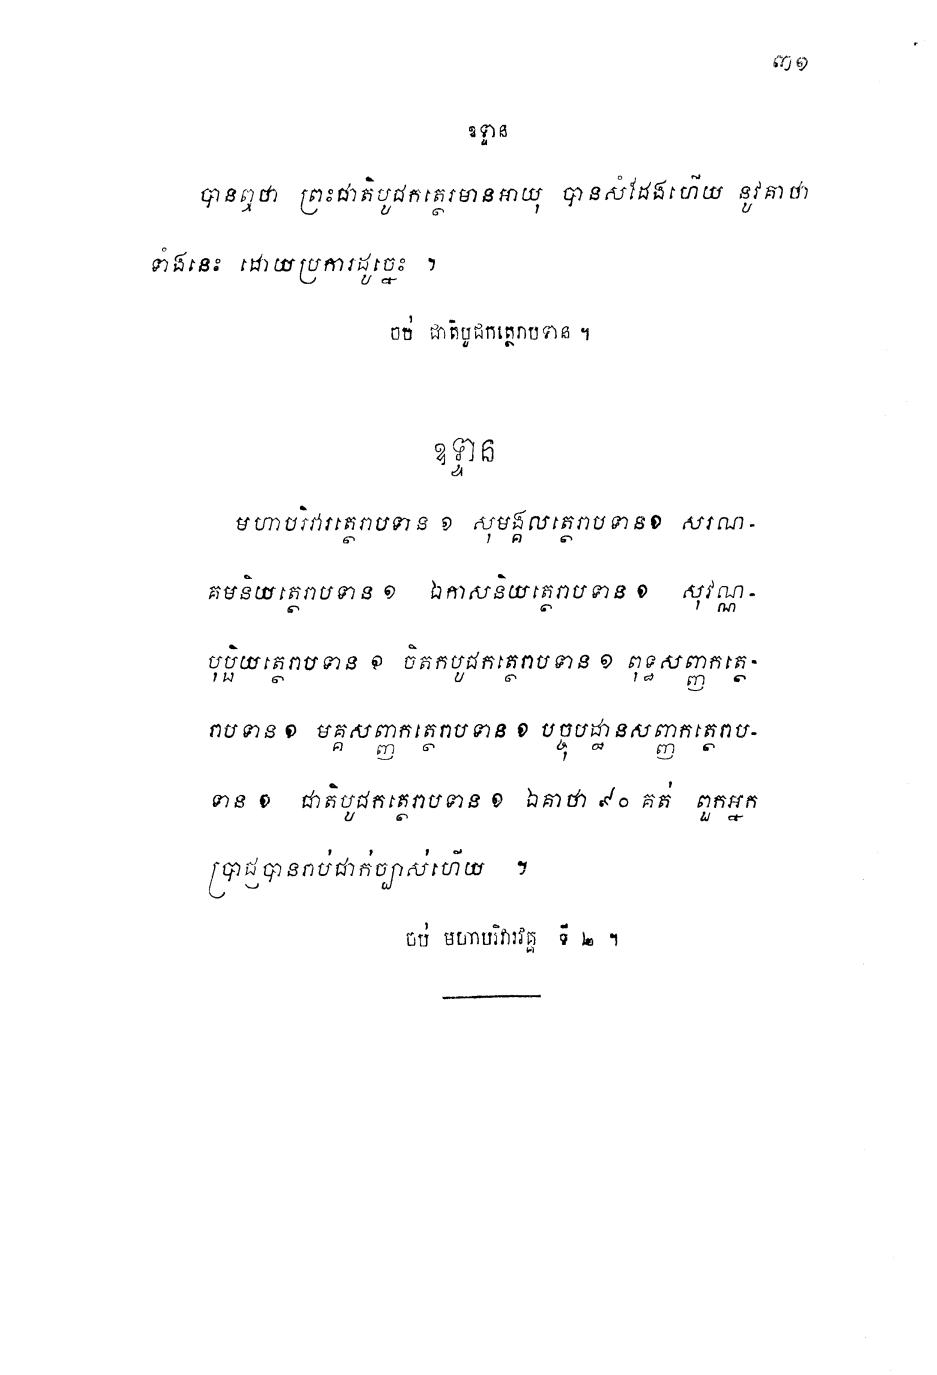 ៣១
ឧទ្ទាន
បានឮថា ព្រះជាតិបូជកត្ថេរមានអាយុ បានសំដែងហើយ នូវគាថា
ទាំងនេះ ដោយប្រការដូច្នេះ ។
ចប់ ជាតិបូជកត្ថេរាបទាន ។
ឧទ្ទាន
មហាបរិវារត្ថេរាបទាន ១ សុមង្គលត្ថេរាបទាន ១ សរណ-
គមនិយត្ថេរាបទាន ១ ឯកាសនិយត្ថេរាបទាន ១ សុវណ្ណ-
បុប្ផិយត្ថេរាបទាន ១ ចិតកបូជកត្ថេរាបទាន ១ ពុទ្ធសញ្ញកត្ថេ-
រាបទាន ១ មគ្គសញ្ញកត្ថេរាបទាន ១ បច្ចុបដ្ឋានសញ្ញកត្ថេរាប-
ទាន ១ ជាតិបូជកត្ថេរាបទាន ១ ឯគាថា ៩០ គត់ ពួកអ្នក
ប្រាជ្ញបានរាប់ជាក់ច្បាស់ហើយ ។
ចប់ មហាបរិវារវគ្គ ទី ២ ។